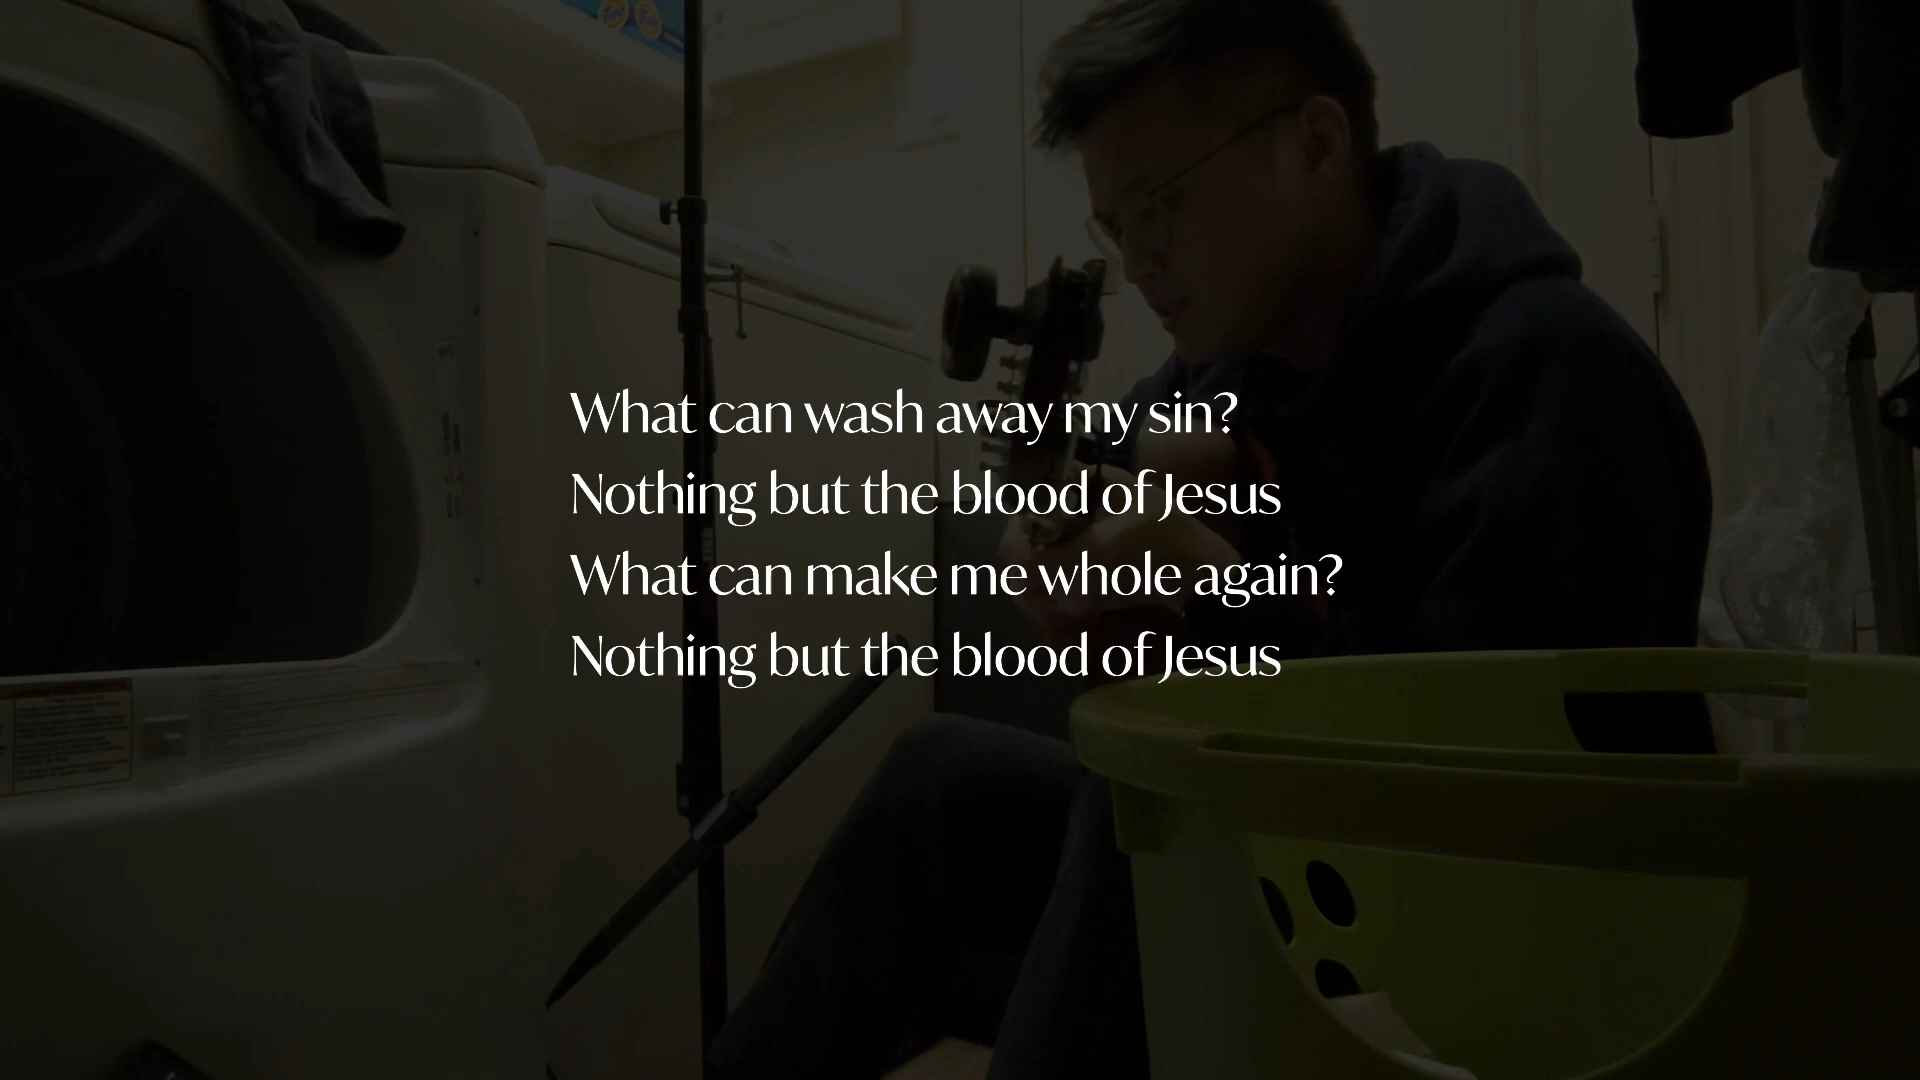 What can wash away my sin?
Nothing but the blood of Jesus
What can make me whole again?
Nothing but the blood of Jesus